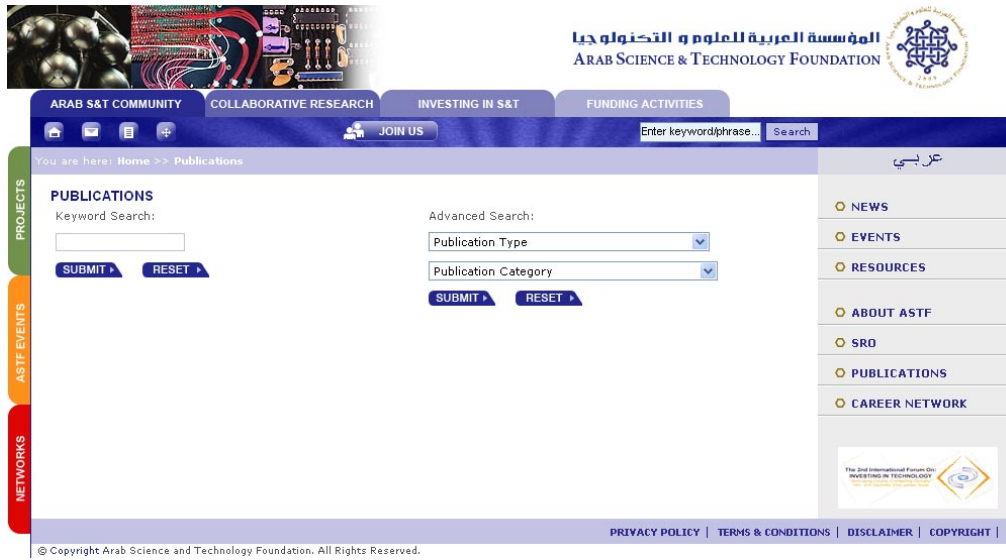 المؤسسة العربية للعلوم و التكنولوجيا
ARAB SCIENCE & TECHNOLOGY FOUNDATION
ARAB S&T COMMUNITY
COLLABORATIVE RESEARCH
INVESTING IN S&T
FUNDING ACTIVITIES
JOIN US
Enter keyword/phrase...
Search
You are here: Home >> Publications
عربي
PROJECTS
ASTF EVENTS
NETWORKS
PUBLICATIONS
Keyword Search:
SUBMIT
RESET
Advanced Search:
Publication Type
Publication Category
SUBMIT
RESET
NEWS
EVENTS
RESOURCES
ABOUT ASTF
SRO
PUBLICATIONS
CAREER NETWORK
The 2nd International Forum On:
INVESTING IN TECHNOLOGY
PRIVACY POLICY | TERMS & CONDITIONS | DISCLAIMER | COPYRIGHT |
© Copyright Arab Science and Technology Foundation. All Rights Reserved.